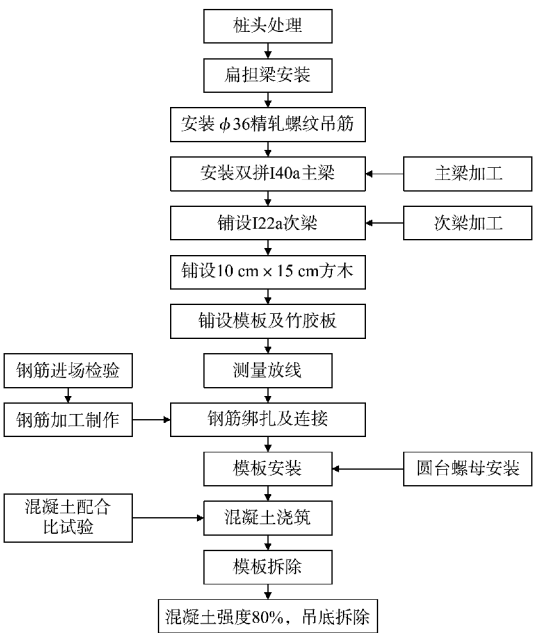 桩头处理
扁担梁安装
安装φ36精轧螺纹吊筋
安装双拼I40a主梁
主梁加工
铺设I22a次梁
次梁加工
铺设10 cm×15 cm方木
铺设模板及竹胶板
钢筋进场检验
测量放线
钢筋加工制作
钢筋绑扎及连接
模板安装
圆台螺母安装
混凝土配合
比试验
混凝土浇筑
模板拆除
混凝土强度80%，吊底拆除